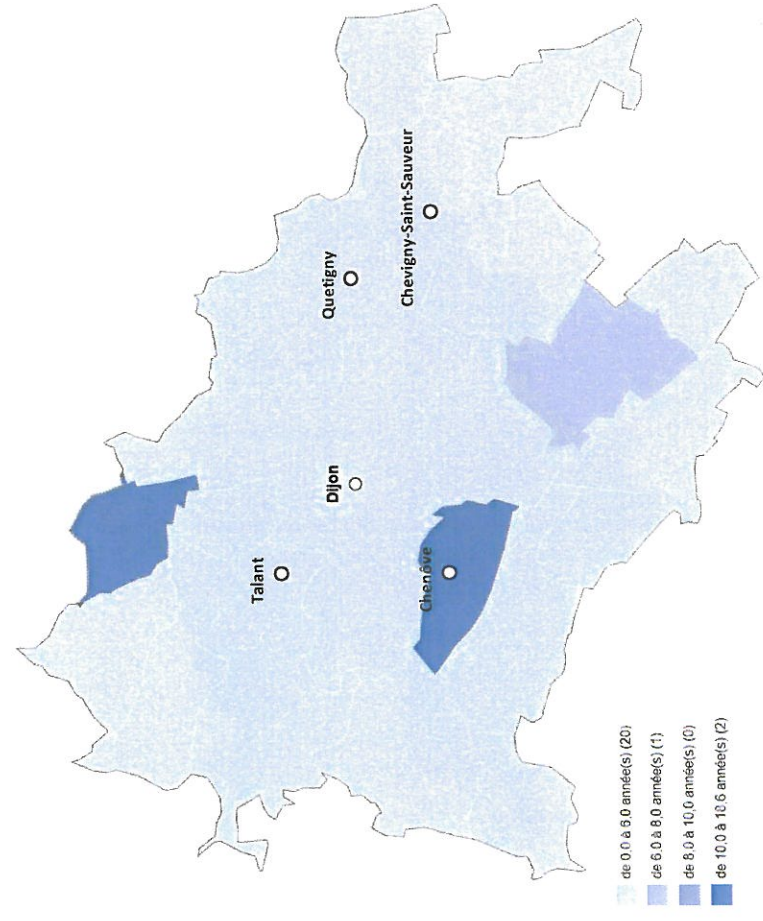 Quetigny
Chevigny-Saint-Sauveur
Dijon
Talant
Chenôve
de 0,0 à 6,0 année(s) (20)
de 6,0 à 8,0 année(s) (1)
de 8,0 à 10,0 année(s) (0)
de 10,0 à 10,6 année(s) (2)